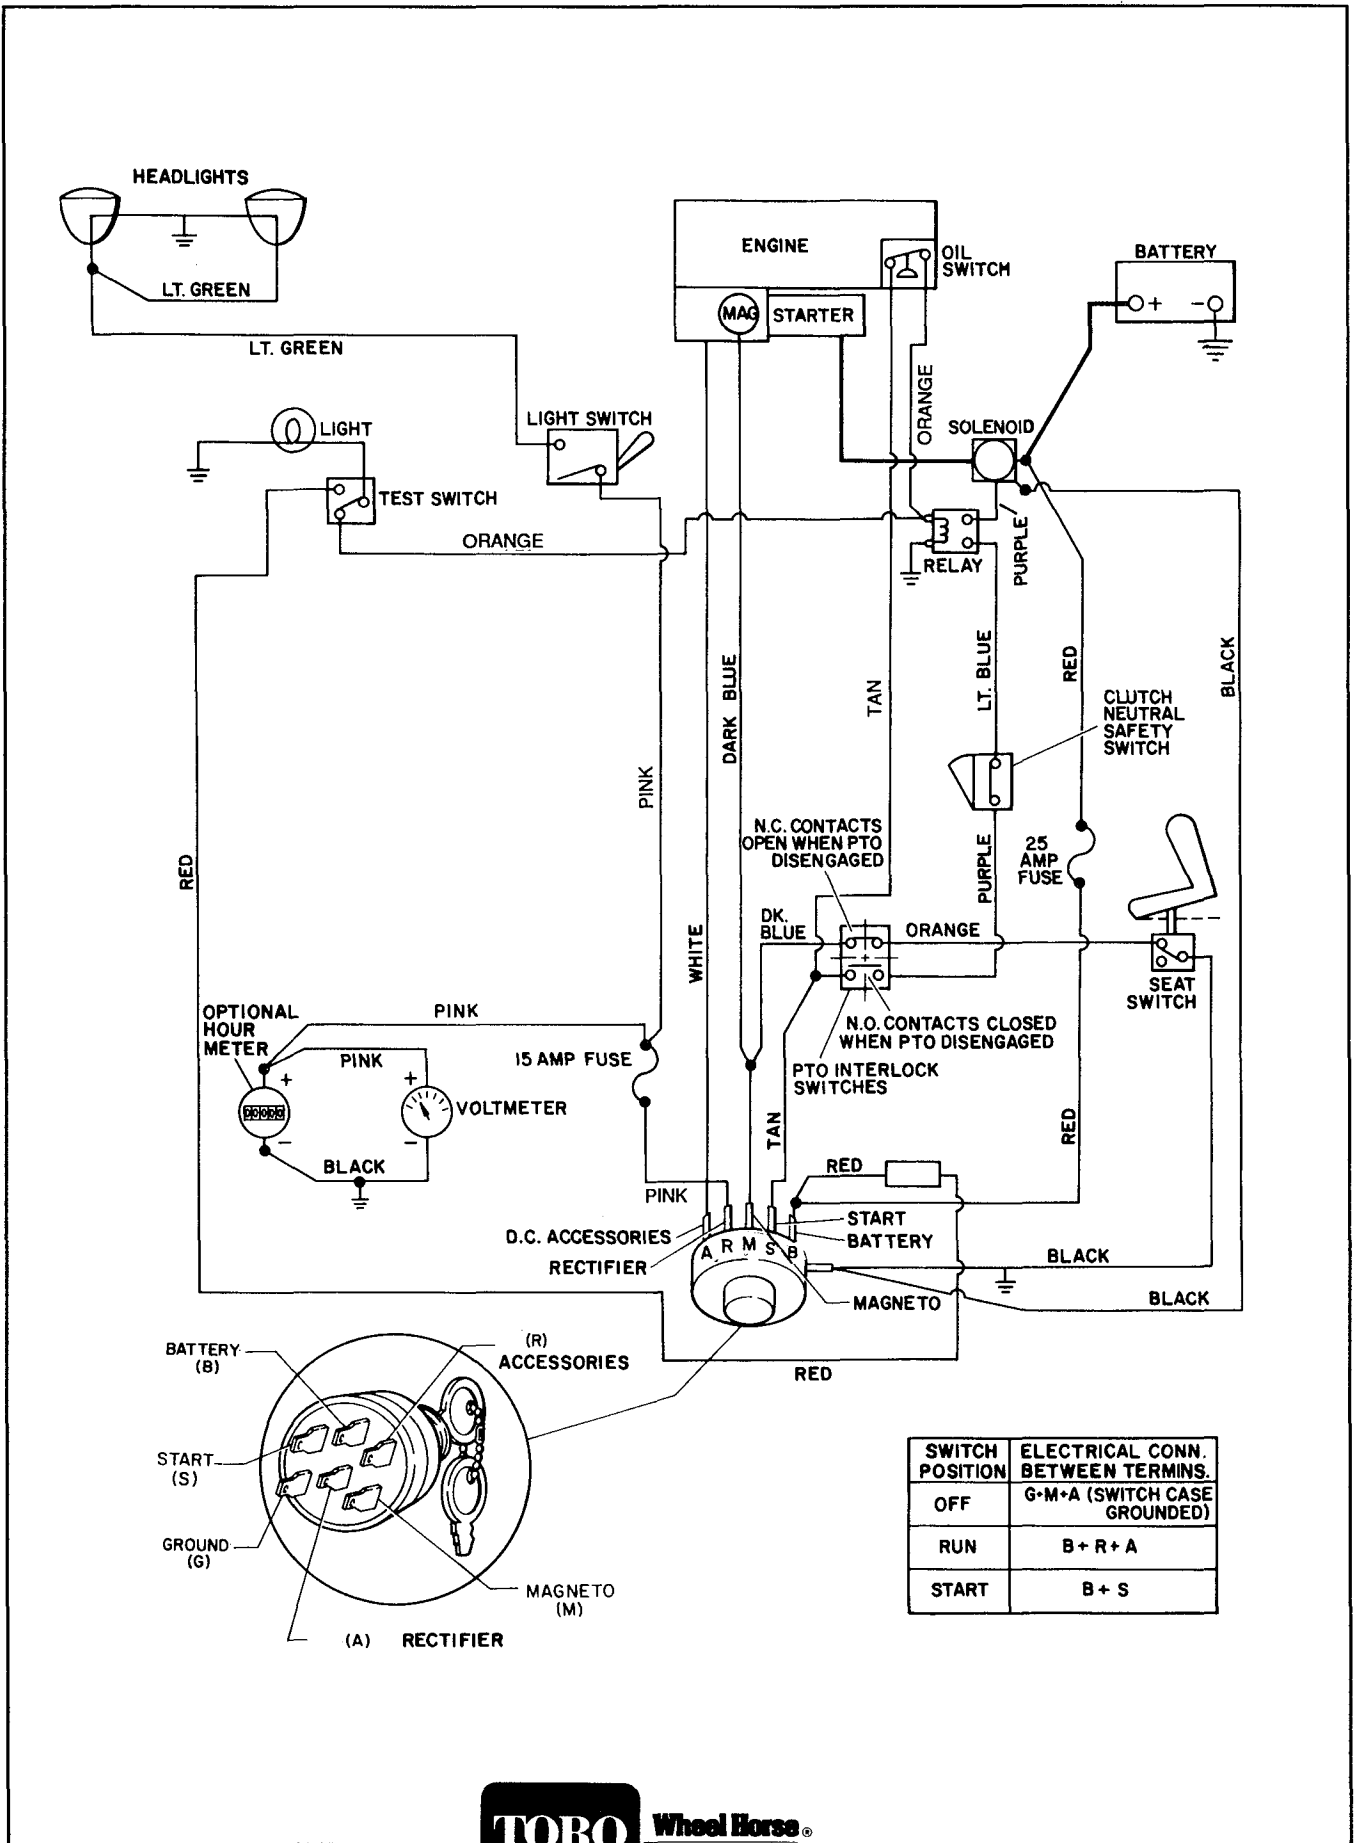 HEADLIGHTS
LT. GREEN
LT. GREEN
ENGINE
OIL
SWITCH
BATTERY
+ -
MAG
STARTER
ORANGE
LIGHT
LIGHT SWITCH
SOLENOID
TEST SWITCH
ORANGE
RELAY
PURPLE
RED
PINK
DARK BLUE
TAN
LT. BLUE
RED
BLACK
CLUTCH
NEUTRAL
SAFETY
SWITCH
N.C. CONTACTS
OPEN WHEN PTO
DISENGAGED
PURPLE
25
AMP
FUSE
WHITE
DK.
BLUE
ORANGE
SEAT
SWITCH
OPTIONAL
HOUR
METER
PINK
PINK
15 AMP FUSE
N.O. CONTACTS CLOSED
WHEN PTO DISENGAGED
PTO INTERLOCK
SWITCHES
+
+
00000
VOLTMETER
-
-
BLACK
TAN
RED
RED
PINK
D.C. ACCESSORIES
RECTIFIER
A R M S B
START
BATTERY
MAGNETO
BLACK
BLACK
RED
BATTERY
(B)
(R)
ACCESSORIES
START
(S)
GROUND
(G)
MAGNETO
(M)
(A) RECTIFIER
SWITCH POSITION
ELECTRICAL CONN. BETWEEN TERMINS.
OFF
G+M+A (SWITCH CASE GROUNDED)
RUN
B + R + A
START
B + S
TORO
Wheel Horse®